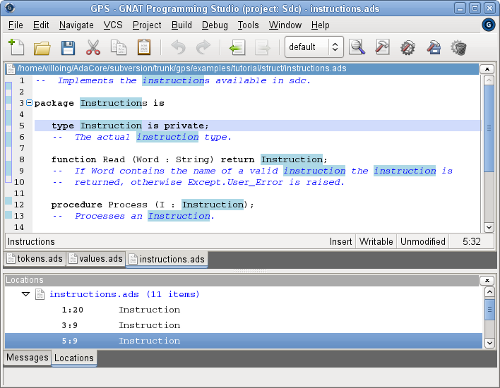 GPS - GNAT Programming Studio (project: Sdc) - instructions.ads
File Edit Navigate VCS Project Build Debug Tools Window Help
default
/home/villoing/AdaCore/subversion/trunk/gps/examples/tutorial/struct/instructions.ads
1 -- Implements the instructions available in sdc.
2
3 package Instructions is
4
5 type Instruction is private;
6 -- The actual instruction type.
7
8 function Read (Word : String) return Instruction;
9 -- If Word contains the name of a valid instruction the instruction is
10 -- returned, otherwise Except.User_Error is raised.
11
12 procedure Process (I : Instruction);
13 -- Processes an Instruction.
14
Instructions Insert Writable Unmodified 5:32
tokens.ads values.ads instructions.ads
Locations
instructions.ads (11 items)
1:20 Instruction
3:9 Instruction
5:9 Instruction
Messages Locations